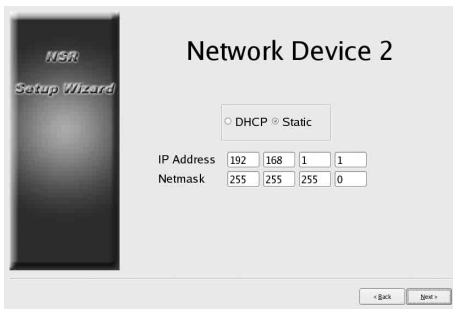 NSR
Setup Wizard
Network Device 2
DHCP Static
IP Address 192 168 1 1
Netmask 255 255 255 0
< Back Next >